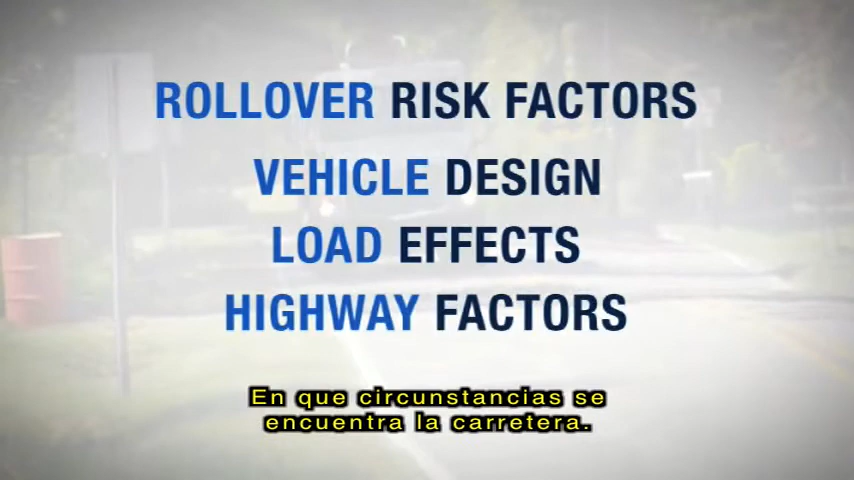 ROLLOVER RISK FACTORS
VEHICLE DESIGN
LOAD EFFECTS
HIGHWAY FACTORS
En que circunstancias se
encuentra la carretera.